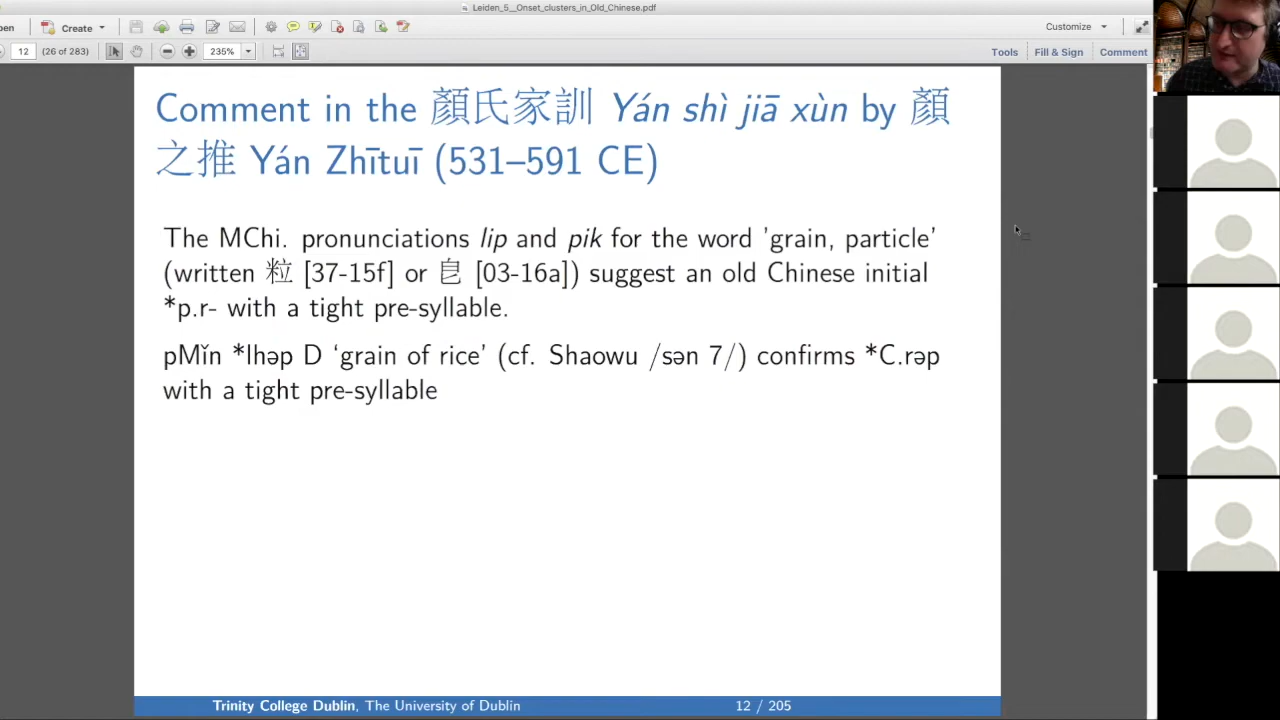 Leiden_5__Onset_clusters_in_Old_Chinese.pdf
pen Create Customize
12 (26 of 283) 235% Tools Fill & Sign Comment
Comment in the 顏氏家訓 Yán shì jiā xùn by 顏
之推 Yán Zhītuī (531–591 CE)
The MChi. pronunciations lip and pik for the word 'grain, particle'
(written 粒 [37-15f] or 皀 [03-16a]) suggest an old Chinese initial
*p.r- with a tight pre-syllable.
pMǐn *lhəp D ‘grain of rice’ (cf. Shaowu /sən 7/) confirms *C.rəp
with a tight pre-syllable
Trinity College Dublin, The University of Dublin 12 / 205